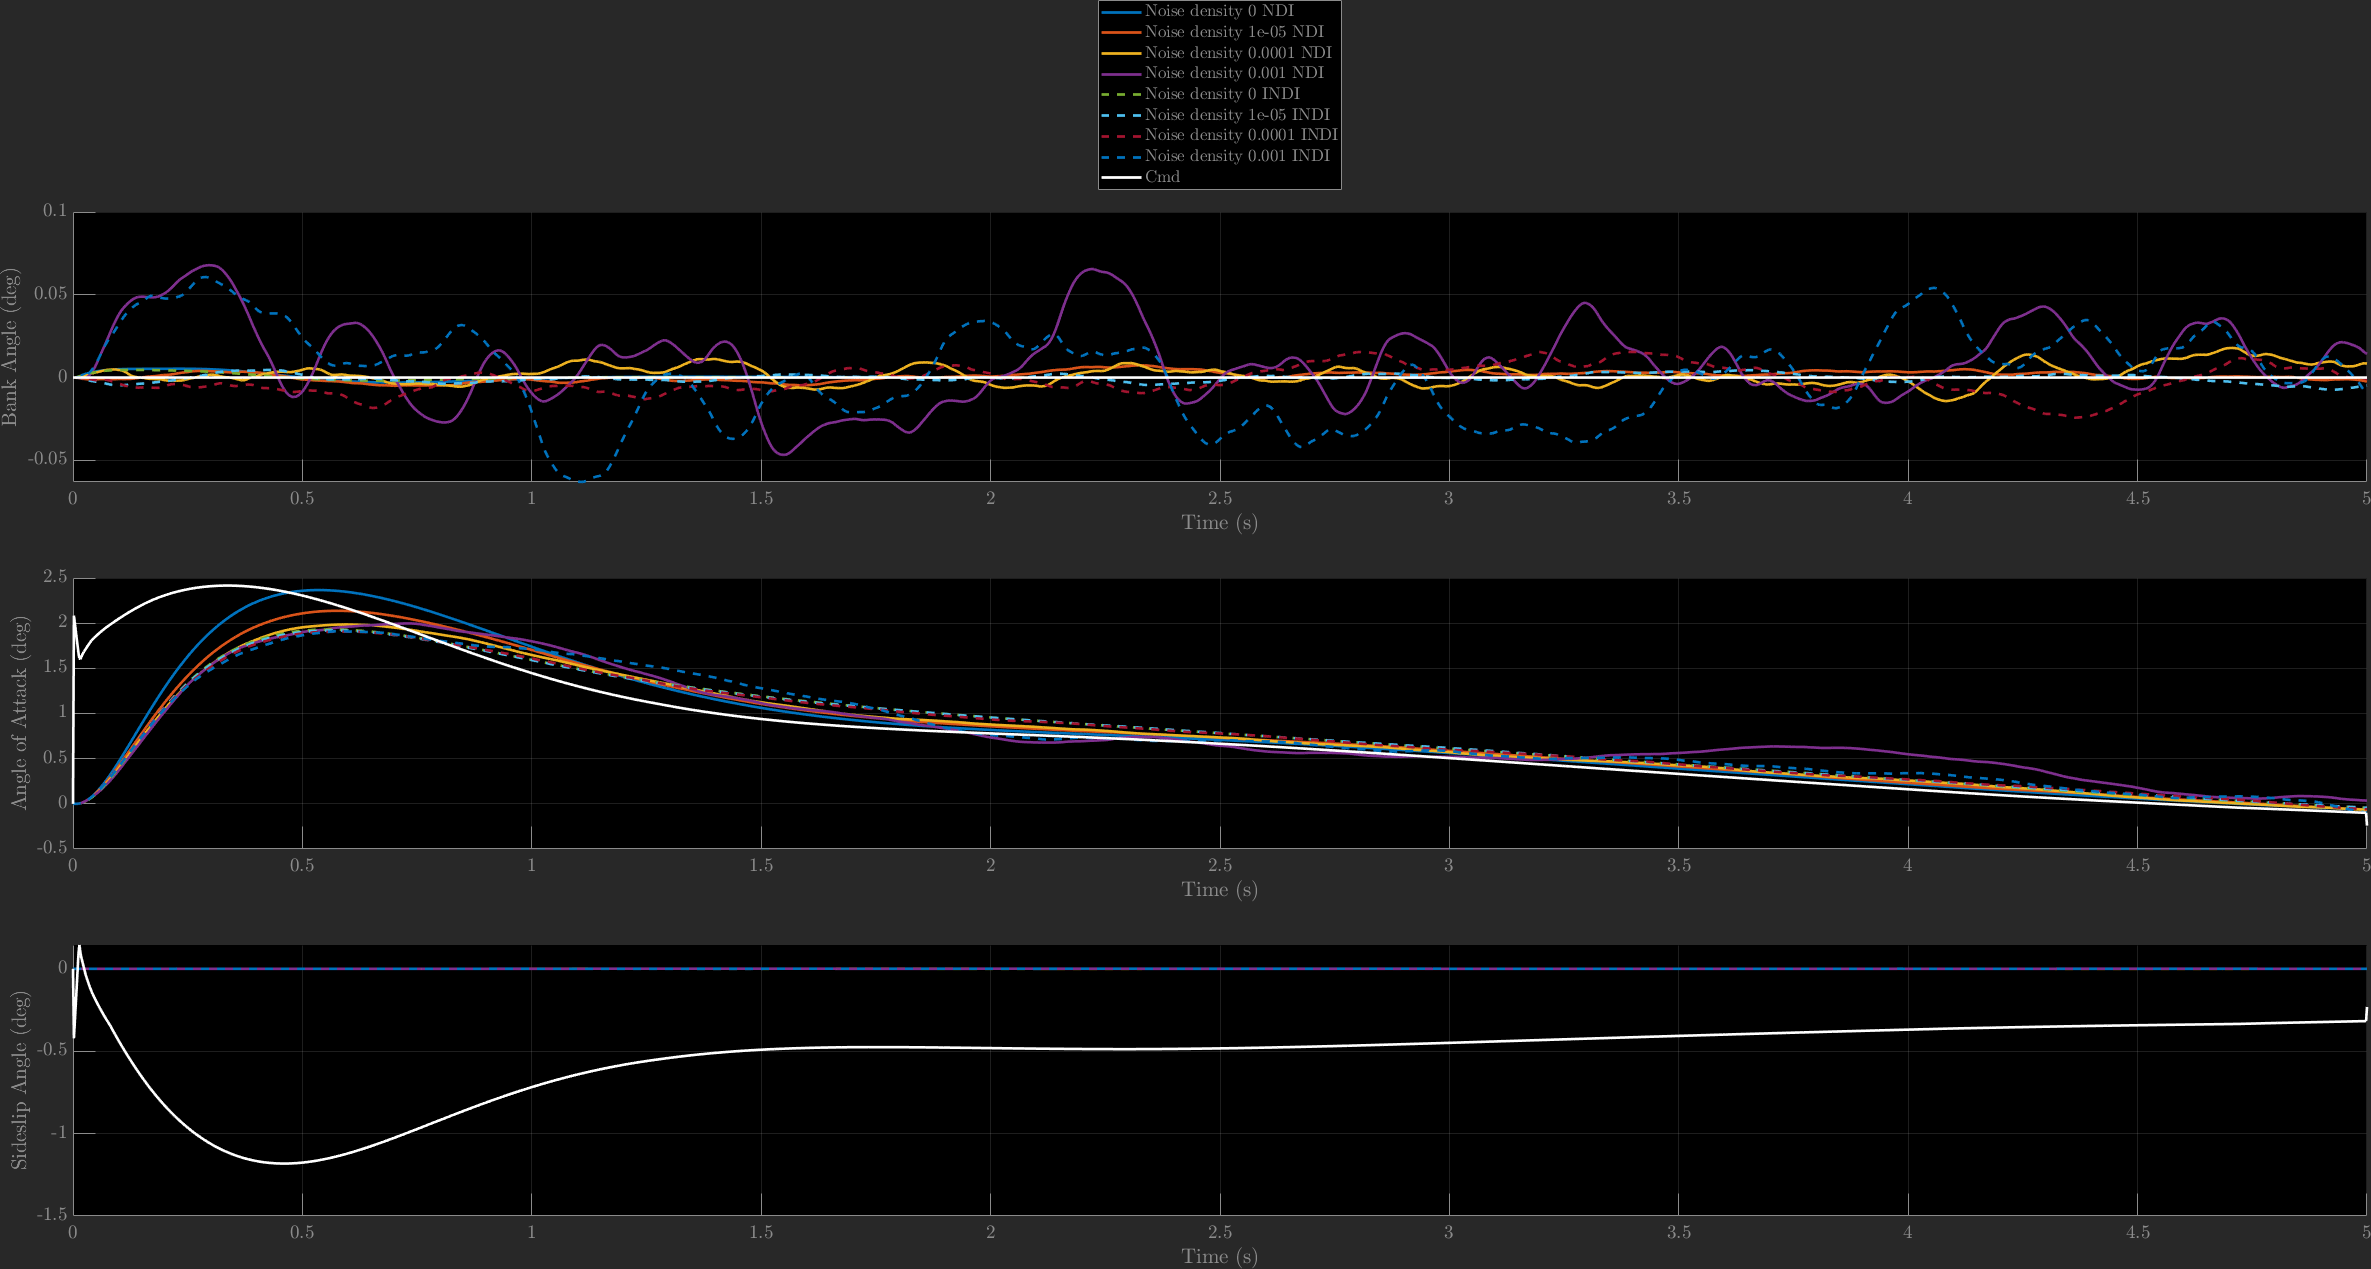 Noise density 0 NDI
Noise density 1e-05 NDI
Noise density 0.0001 NDI
Noise density 0.001 NDI
Noise density 0 INDI
Noise density 1e-05 INDI
Noise density 0.0001 INDI
Noise density 0.001 INDI
Cmd
Bank Angle (deg)
0.1
0.05
0
-0.05
0 0.5 1 1.5 2 2.5 3 3.5 4 4.5 5
Time (s)
Angle of Attack (deg)
2.5
2
1.5
1
0.5
0
-0.5
0 0.5 1 1.5 2 2.5 3 3.5 4 4.5 5
Time (s)
Sideslip Angle (deg)
0
-0.5
-1
-1.5
0 0.5 1 1.5 2 2.5 3 3.5 4 4.5 5
Time (s)